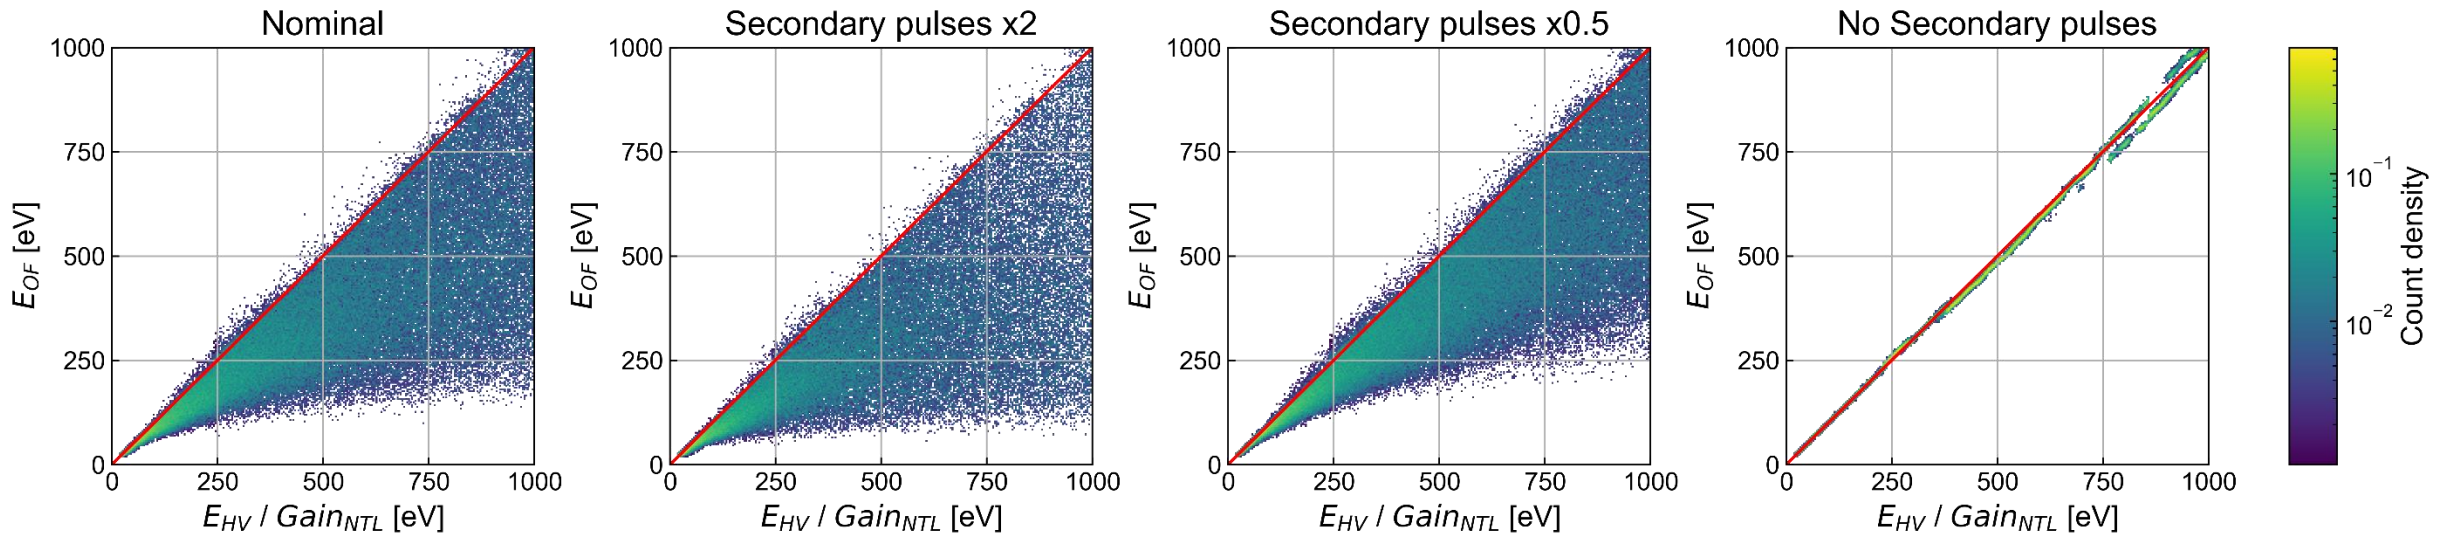 Nominal
1000
750
500
250
0
0 250 500 750 1000
E_OF [eV]
E_HV / Gain_NTL [eV]
Secondary pulses x2
1000
750
500
250
0
0 250 500 750 1000
E_OF [eV]
E_HV / Gain_NTL [eV]
Secondary pulses x0.5
1000
750
500
250
0
0 250 500 750 1000
E_OF [eV]
E_HV / Gain_NTL [eV]
No Secondary pulses
1000
750
500
250
0
0 250 500 750 1000
E_OF [eV]
E_HV / Gain_NTL [eV]
10⁻¹
10⁻²
Count density